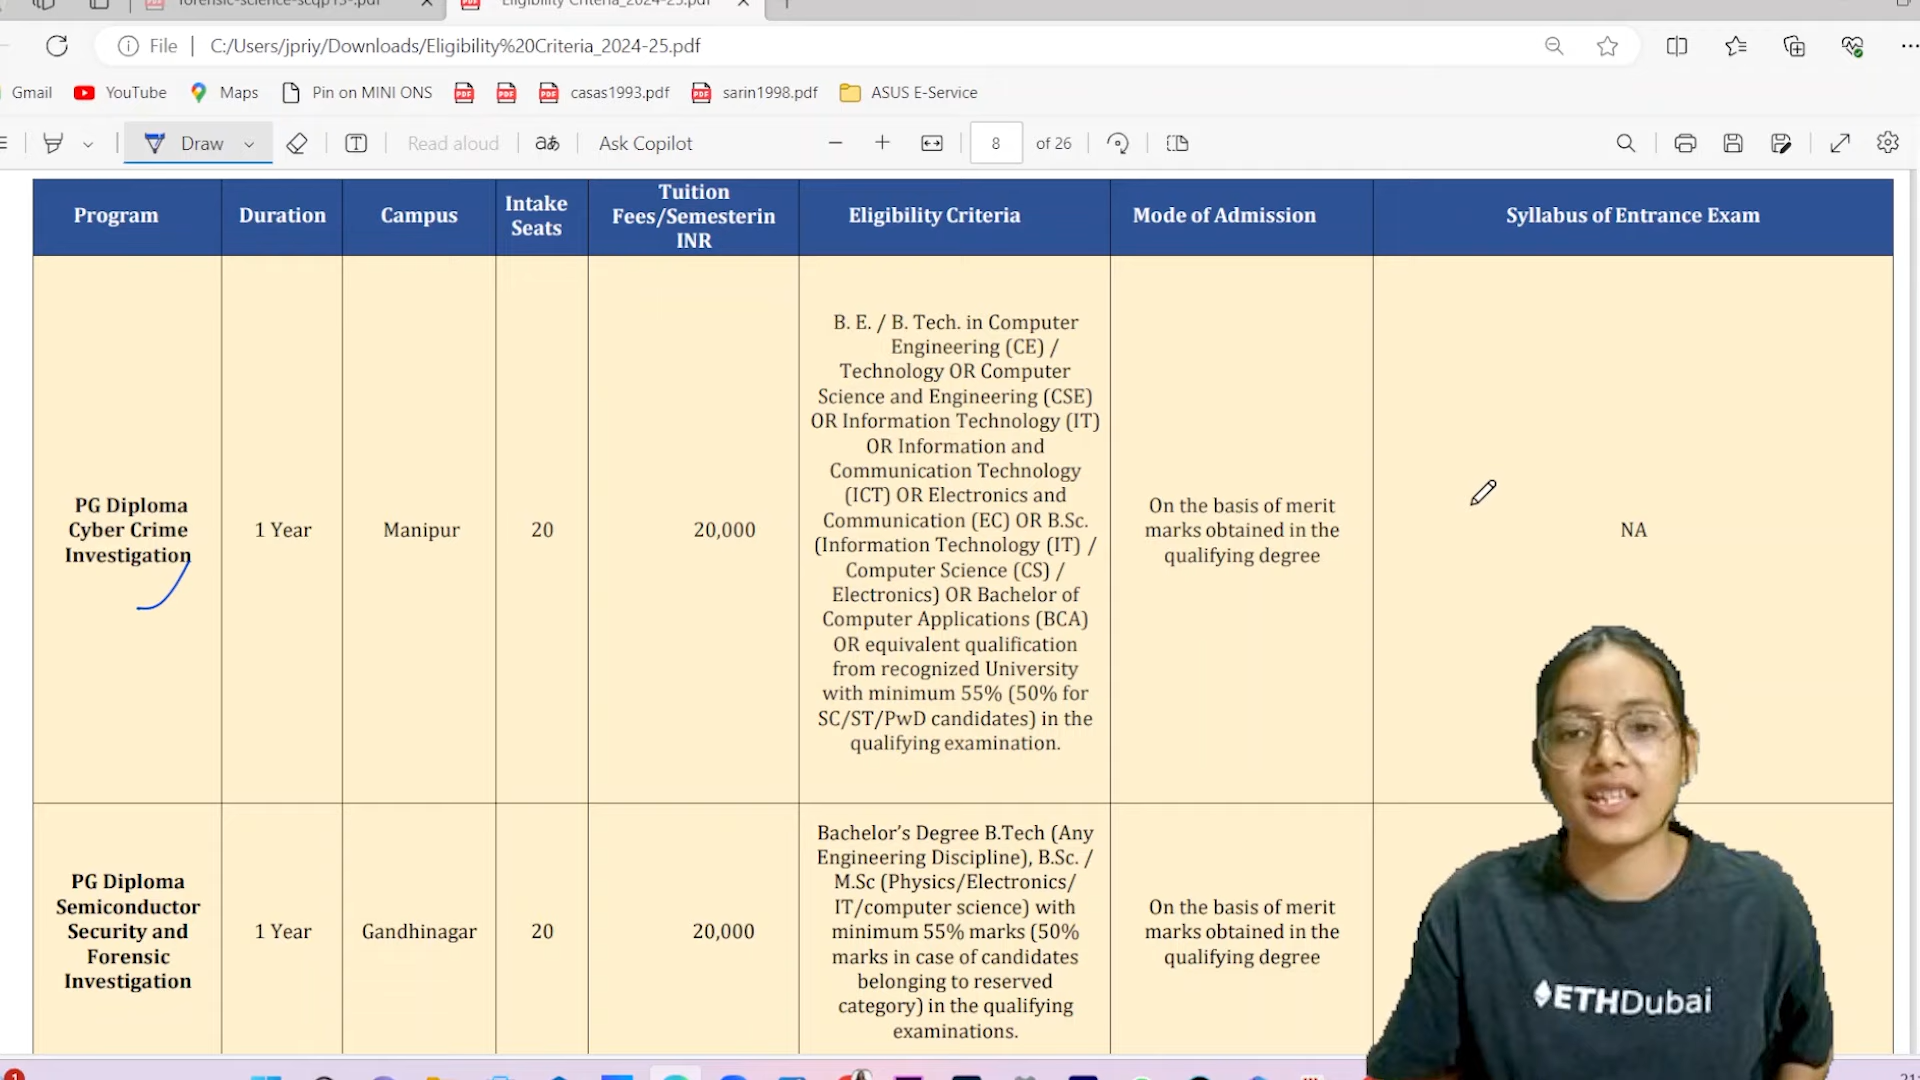 forensic-science-scqp13-.pdf
Eligibility Criteria_2024-25.pdf
File
C:/Users/jpriy/Downloads/Eligibility%20Criteria_2024-25.pdf
Gmail
YouTube
Maps
Pin on MINI ONS
casas1993.pdf
sarin1998.pdf
ASUS E-Service
Draw
Read aloud
Ask Copilot
8
of 26
Program
Duration
Campus
Intake
Seats
Tuition
Fees/Semesterin
INR
Eligibility Criteria
Mode of Admission
Syllabus of Entrance Exam
PG Diploma
Cyber Crime
Investigation
1 Year
Manipur
20
20,000
B. E. / B. Tech. in Computer
Engineering (CE) /
Technology OR Computer
Science and Engineering (CSE)
OR Information Technology (IT)
OR Information and
Communication Technology
(ICT) OR Electronics and
Communication (EC) OR B.Sc.
(Information Technology (IT) /
Computer Science (CS) /
Electronics) OR Bachelor of
Computer Applications (BCA)
OR equivalent qualification
from recognized University
with minimum 55% (50% for
SC/ST/PwD candidates) in the
qualifying examination.
On the basis of merit
marks obtained in the
qualifying degree
NA
PG Diploma
Semiconductor
Security and
Forensic
Investigation
1 Year
Gandhinagar
20
20,000
Bachelor's Degree B.Tech (Any
Engineering Discipline), B.Sc. /
M.Sc (Physics/Electronics/
IT/computer science) with
minimum 55% marks (50%
marks in case of candidates
belonging to reserved
category) in the qualifying
examinations.
On the basis of merit
marks obtained in the
qualifying degree
ETHDubai
1